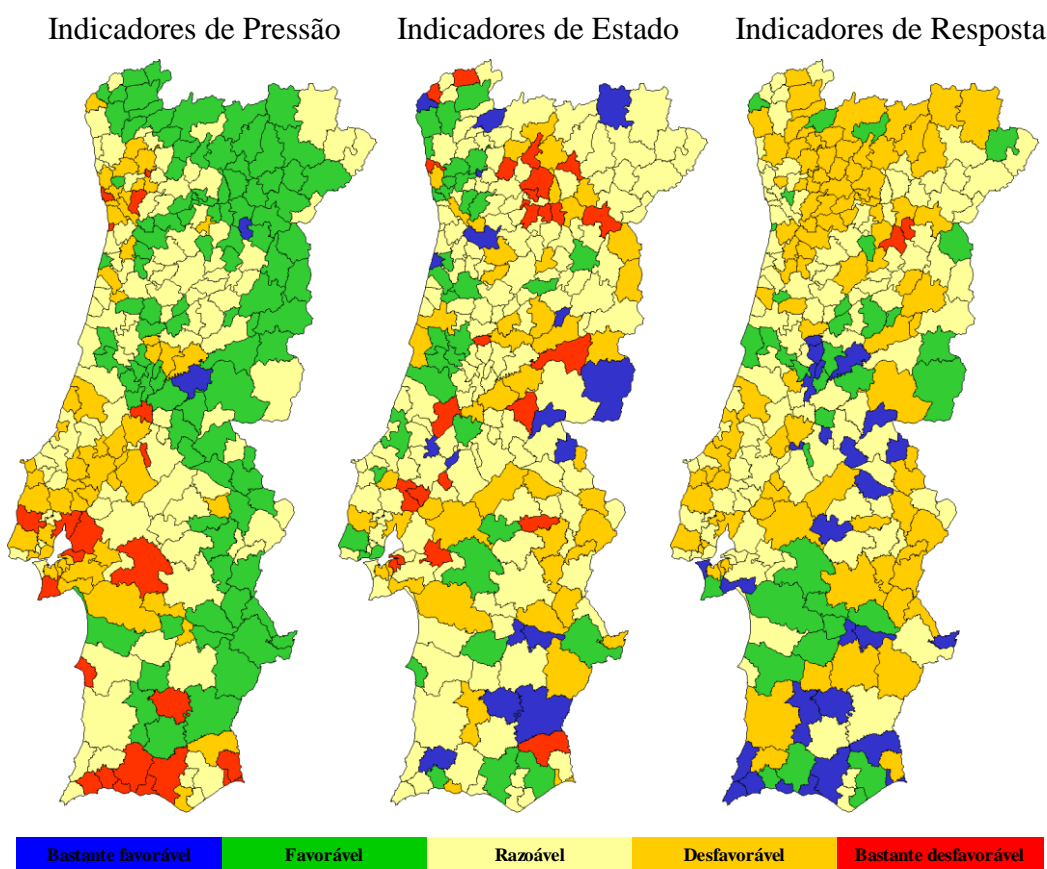 Indicadores de Pressão
Indicadores de Estado
Indicadores de Resposta
Bastante favorável
Favorável
Razoável
Desfavorável
Bastante desfavorável